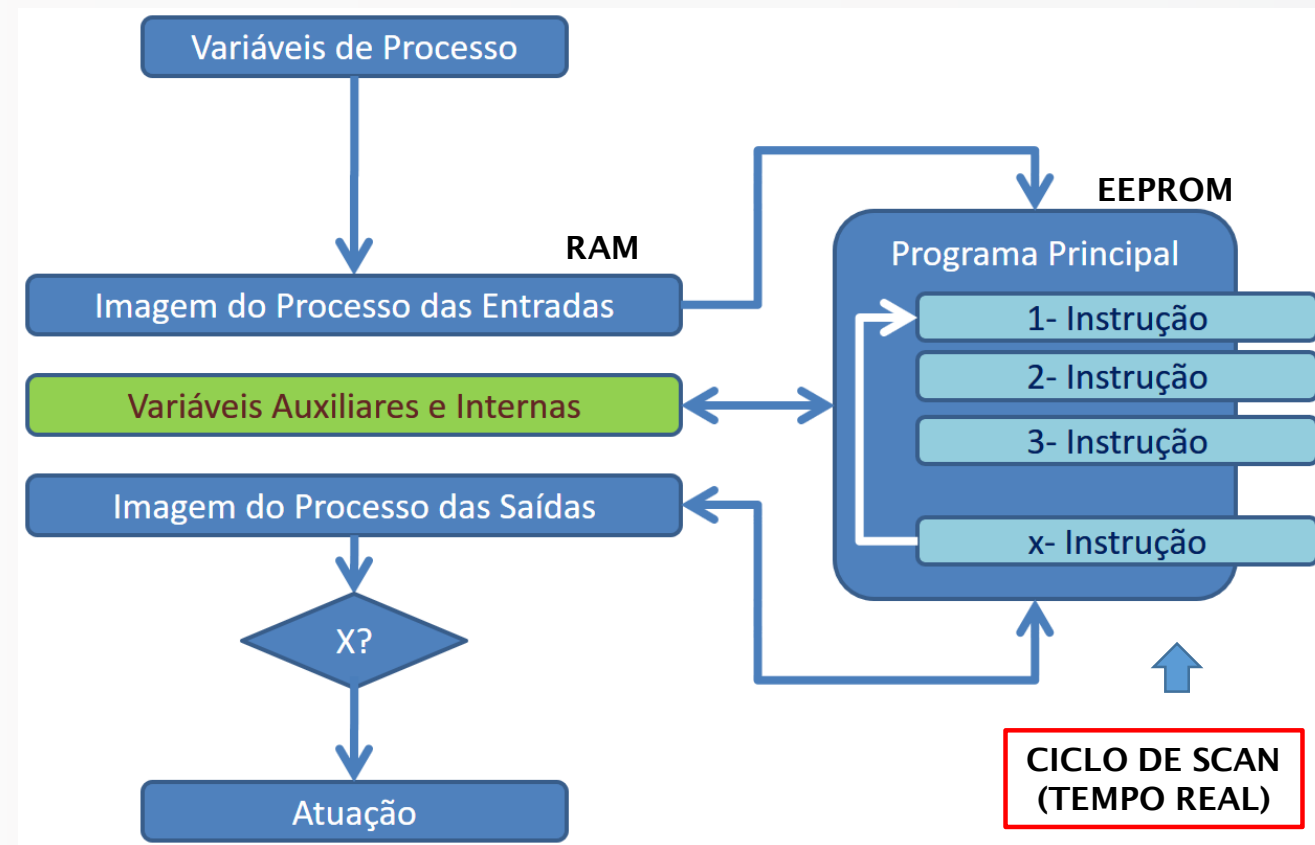 Variáveis de Processo
RAM
Imagem do Processo das Entradas
Variáveis Auxiliares e Internas
Imagem do Processo das Saídas
X?
Atuação
EEPROM
Programa Principal
1- Instrução
2- Instrução
3- Instrução
x- Instrução
CICLO DE SCAN
(TEMPO REAL)